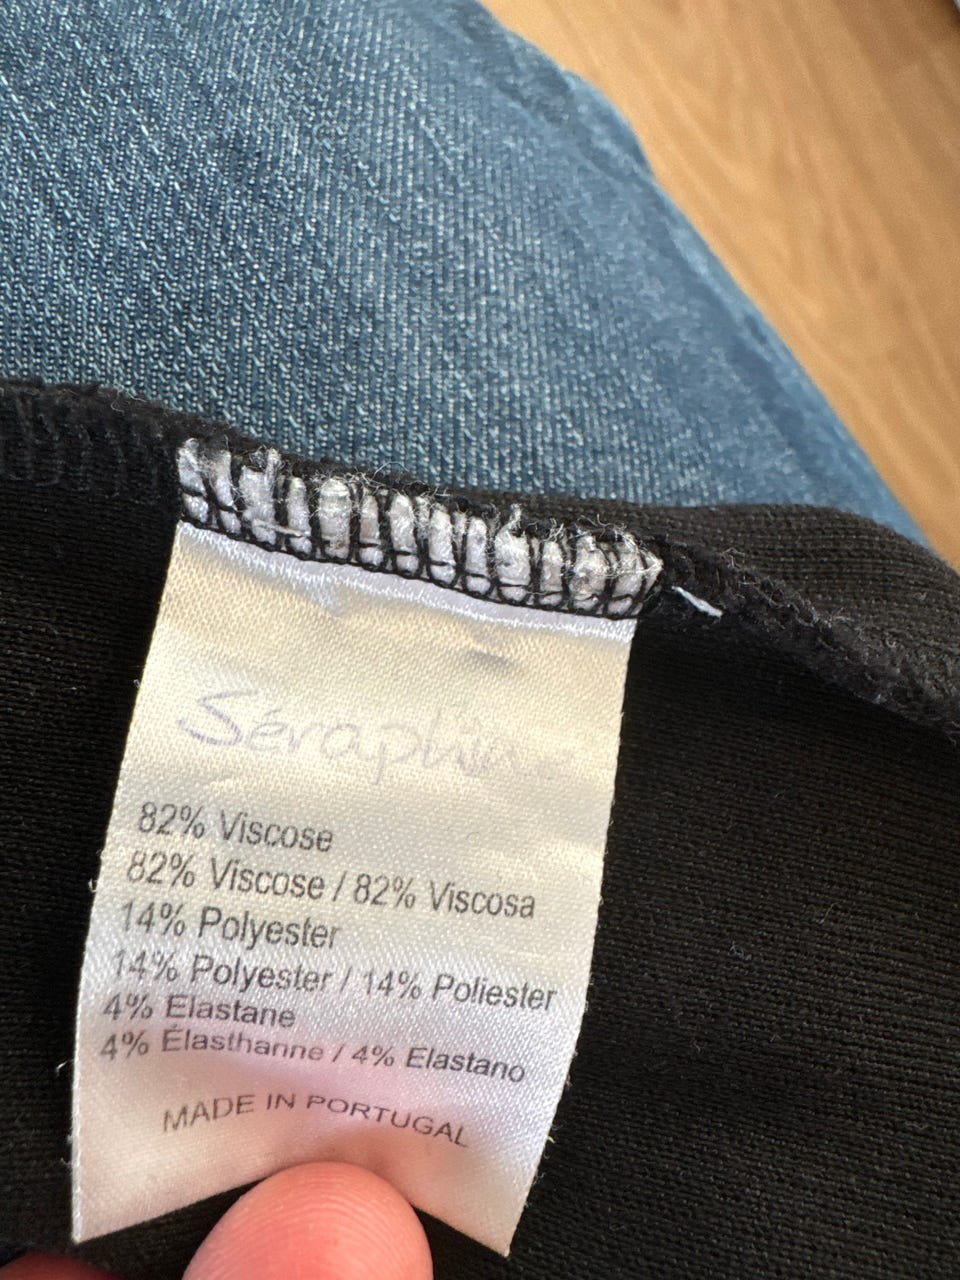 Séraphine
82% Viscose
82% Viscose / 82% Viscosa
14% Polyester
14% Polyester / 14% Poliester
4% Elastane
4% Élasthanne / 4% Elastano
MADE IN PORTUGAL